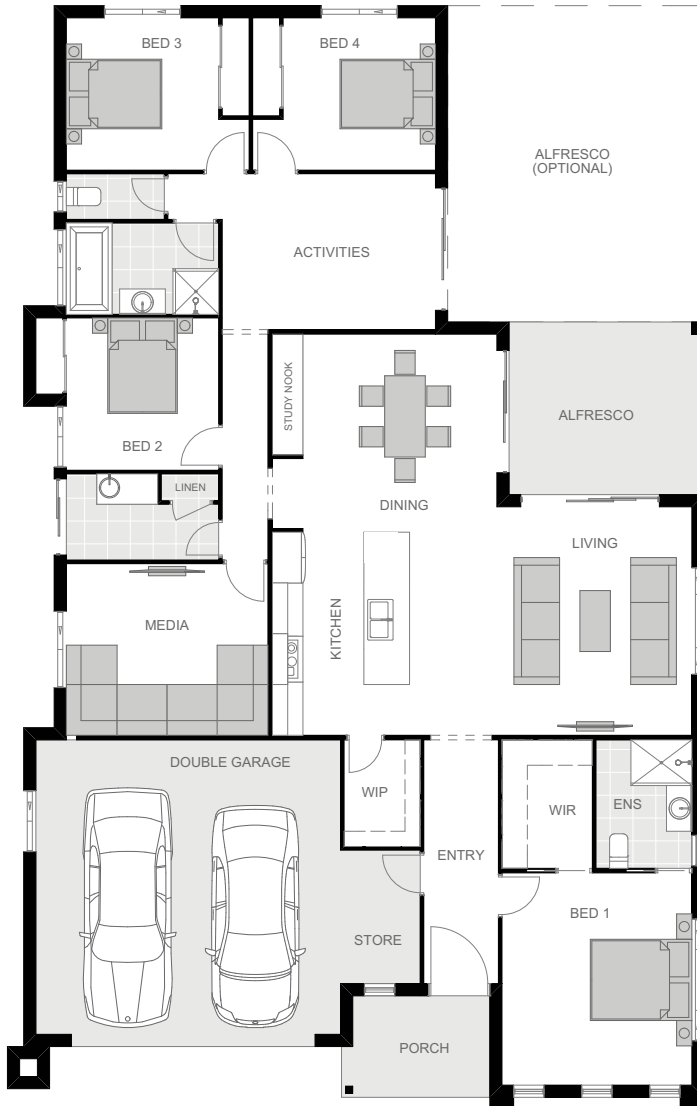 BED 3
BED 4
ALFRESCO
(OPTIONAL)
ACTIVITIES
STUDY NOOK
ALFRESCO
BED 2
LINEN
DINING
LIVING
KITCHEN
MEDIA
DOUBLE GARAGE
WIP
WIR
ENS
ENTRY
BED 1
STORE
PORCH